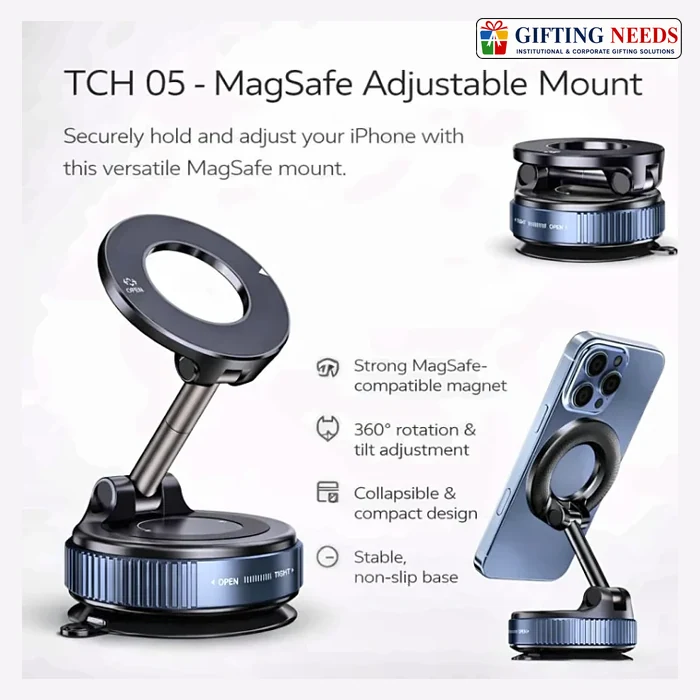 GIFTING NEEDS
INSTITUTIONAL & CORPORATE GIFTING SOLUTIONS
TCH 05 - MagSafe Adjustable Mount
Securely hold and adjust your iPhone with
this versatile MagSafe mount.
TIGHT OPEN
OPEN
Strong MagSafe-
compatible magnet
360° rotation &
tilt adjustment
Collapsible &
compact design
Stable,
non-slip base
OPEN TIGHT